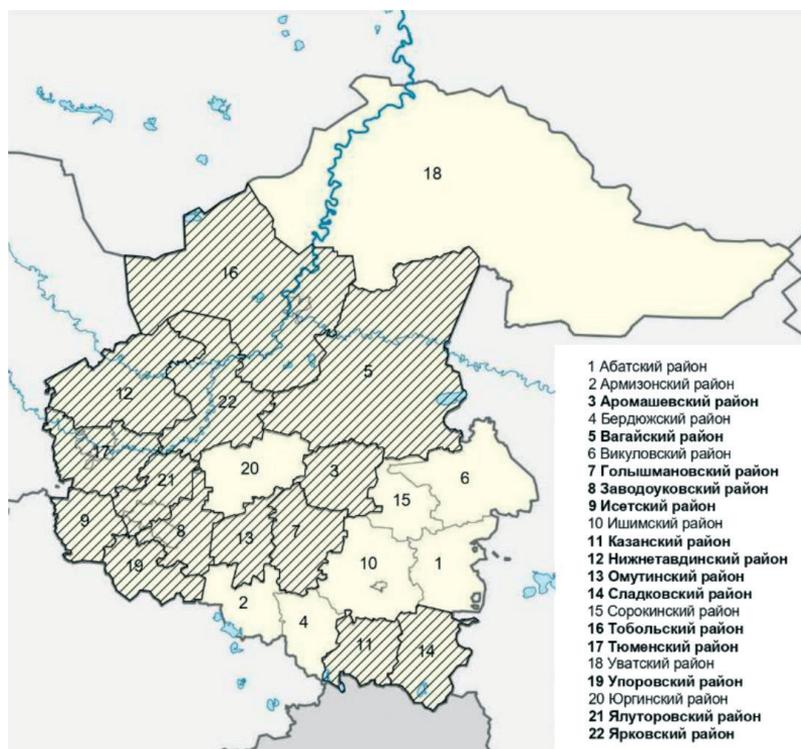 18
16
5
12
22
17
21
20
3
6
15
9
8
13
7
10
1
19
2
4
11
14
1 Абатский район
2 Армизонский район
3 Аромашевский район
4 Бердюжский район
5 Вагайский район
6 Викуловский район
7 Голышмановский район
8 Заводоуковский район
9 Исетский район
10 Ишимский район
11 Казанский район
12 Нижнетавдинский район
13 Омутинский район
14 Сладковский район
15 Сорокинский район
16 Тобольский район
17 Тюменский район
18 Уватский район
19 Упоровский район
20 Юргинский район
21 Ялуторовский район
22 Ярковский район